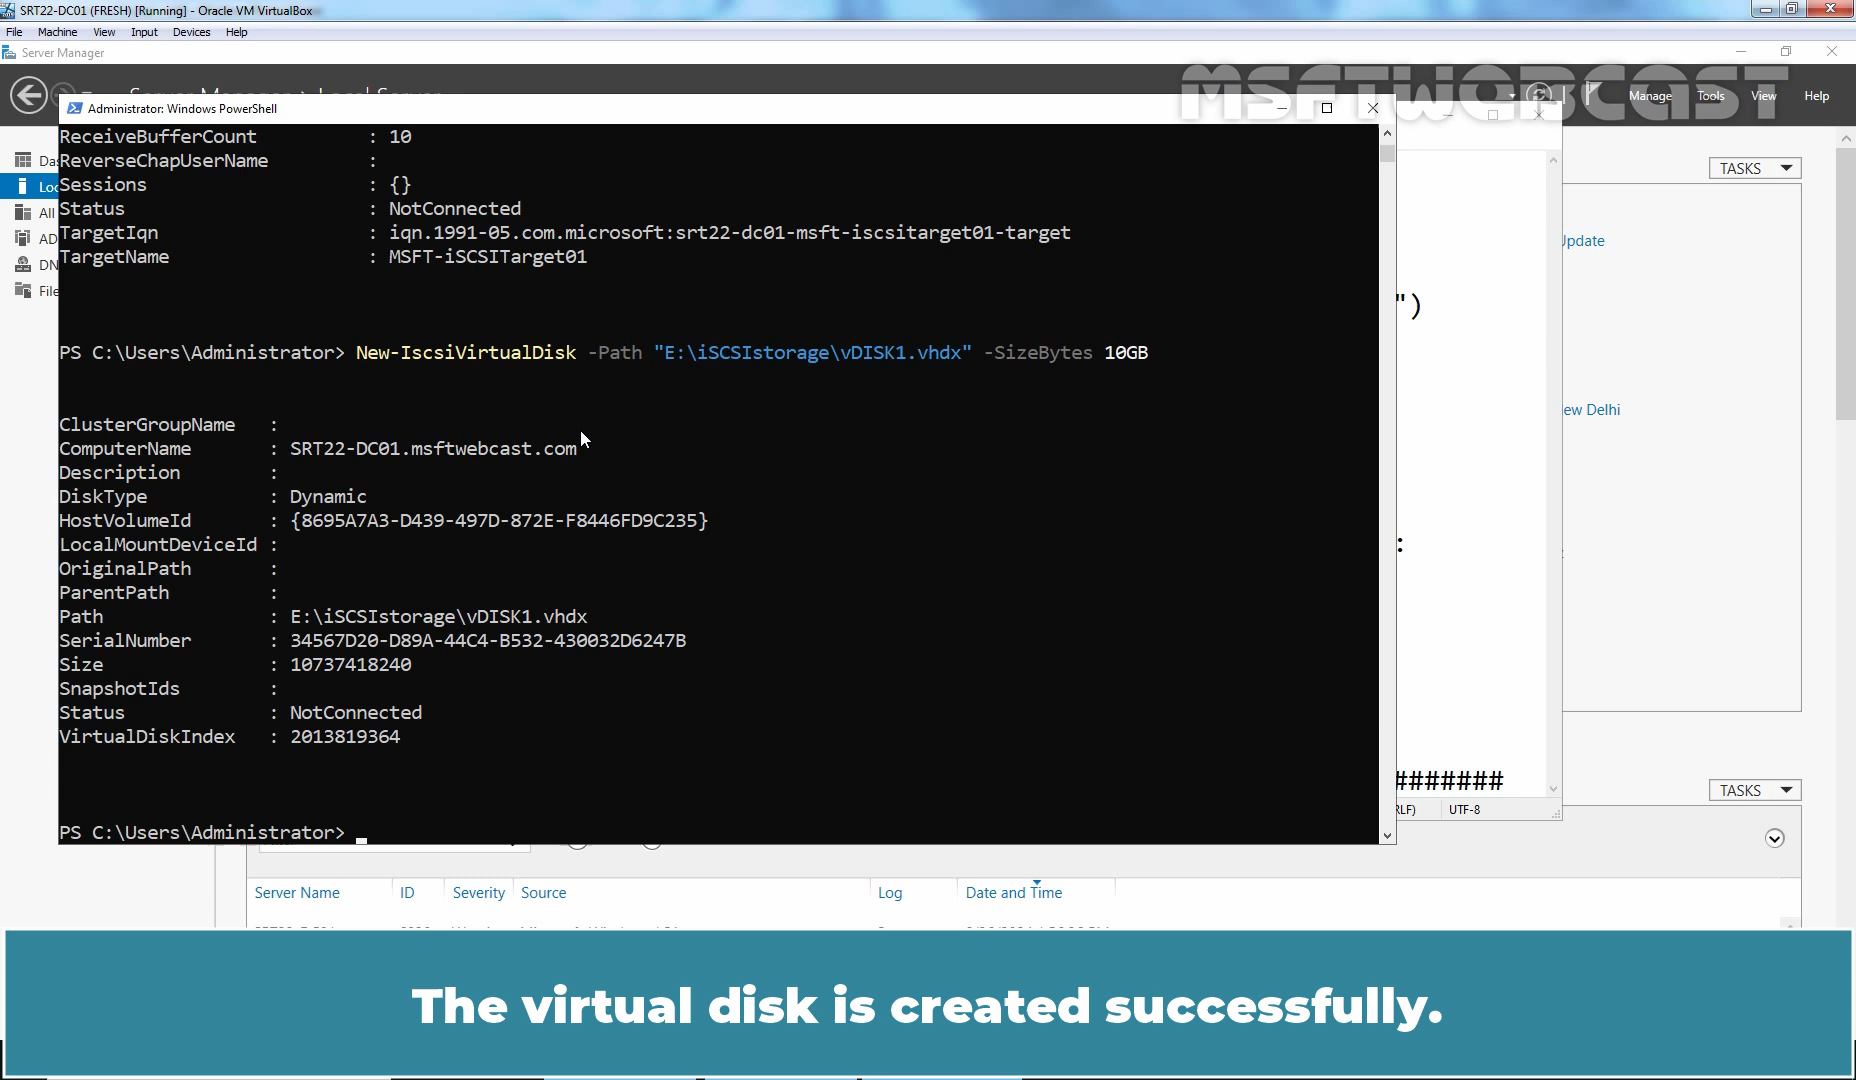 SRT22-DC01 (FRESH) [Running] - Oracle VM VirtualBox
File Machine View Input Devices Help
Server Manager
MSFTWEBCAST
Manage Tools View Help
Administrator: Windows PowerShell
ReceiveBufferCount : 10
ReverseChapUserName :
Sessions : {}
Status : NotConnected
TargetIqn : iqn.1991-05.com.microsoft:srt22-dc01-msft-iscsitarget01-target
TargetName : MSFT-iSCSITarget01
PS C:\Users\Administrator> New-IscsiVirtualDisk -Path "E:\iSCSIstorage\vDISK1.vhdx" -SizeBytes 10GB
ClusterGroupName :
ComputerName : SRT22-DC01.msftwebcast.com
Description :
DiskType : Dynamic
HostVolumeId : {8695A7A3-D439-497D-872E-F8446FD9C235}
LocalMountDeviceId :
OriginalPath :
ParentPath :
Path : E:\iSCSIstorage\vDISK1.vhdx
SerialNumber : 34567D20-D89A-44C4-B532-430032D6247B
Size : 10737418240
SnapshotIds :
Status : NotConnected
VirtualDiskIndex : 2013819364
PS C:\Users\Administrator>
Da
Loc
All
AD
DN
File
TASKS
Update
")
ew Delhi
:
#######
RLF) UTF-8
TASKS
Server Name ID Severity Source Log Date and Time
The virtual disk is created successfully.